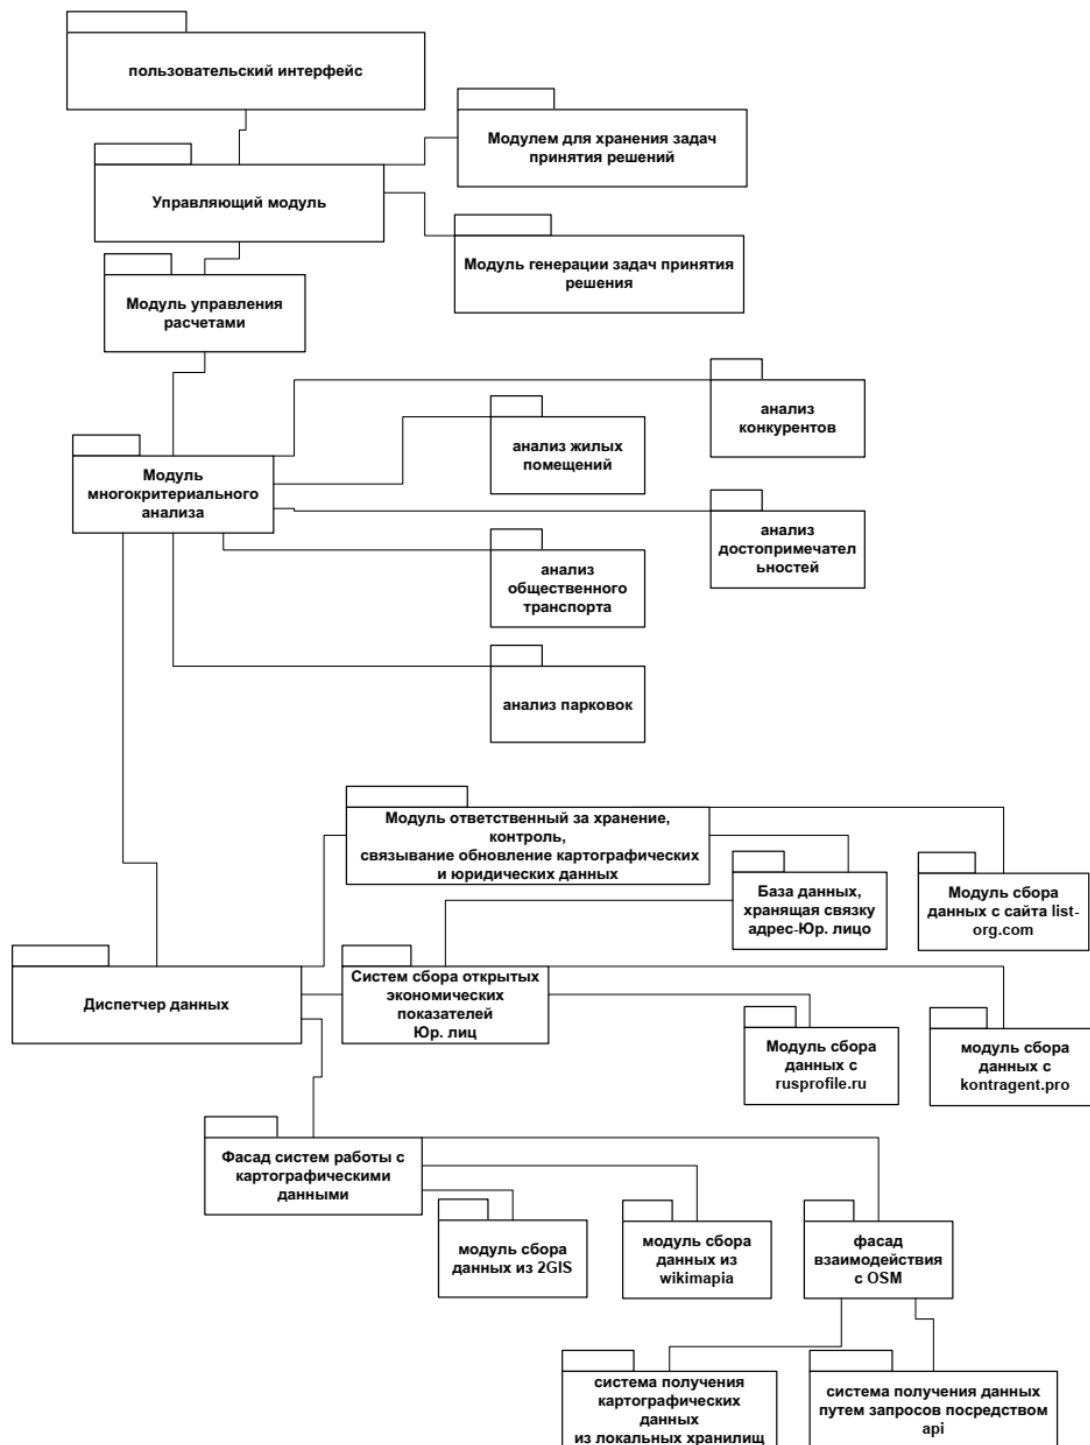 пользовательский интерфейс
Модулем для хранения задач
принятия решений
Управляющий модуль
Модуль генерации задач принятия
решения
Модуль управления
расчетами
анализ
конкурентов
анализ жилых
помещений
Модуль
многокритериального
анализа
анализ
достопримечател
ьностей
анализ
общественного
транспорта
анализ парковок
Модуль ответственный за хранение,
контроль,
связывание обновление картографических
и юридических данных
База данных,
хранящая связку
адрес-Юр. лицо
Модуль сбора
данных с сайта list-
org.com
Диспетчер данных
Систем сбора открытых
экономических
показателей
Юр. лиц
Модуль сбора
данных с
rusprofile.ru
модуль сбора
данных с
kontragent.pro
Фасад систем работы с
картографическими
данными
модуль сбора
данных из 2GIS
модуль сбора
данных из
wikimapia
фасад
взаимодействия
с OSM
система получения
картографических
данных
из локальных хранилищ
система получения данных
путем запросов посредством
api